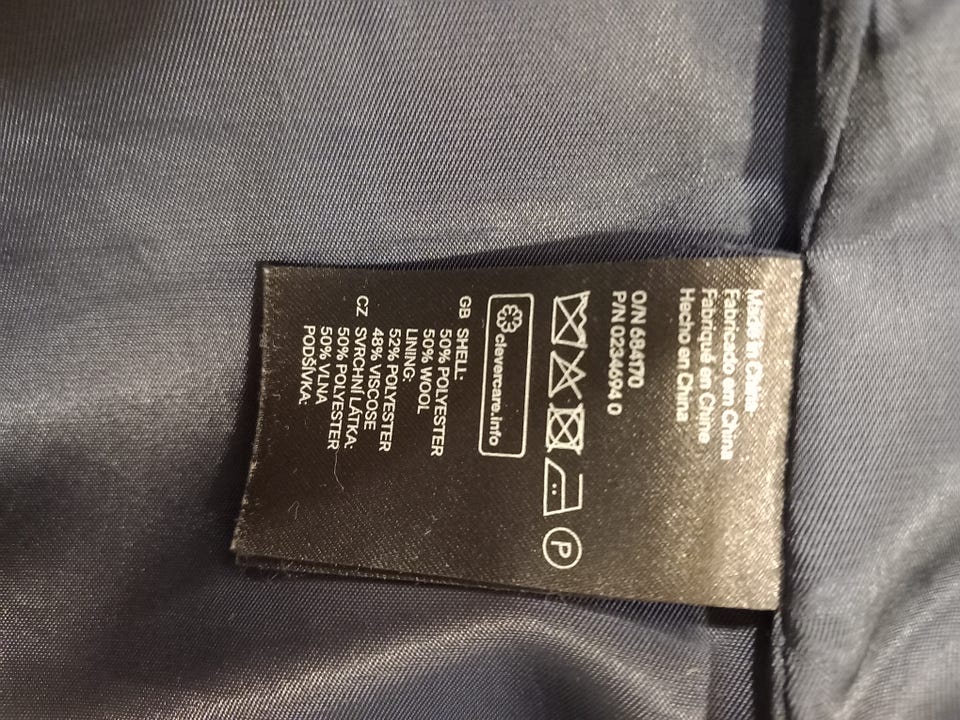 Made in China
Fabricado em China
Fabriqué en Chine
Hecho en China
O/N 684170
P/N 0234694 0
P
clevercare.info
GB SHELL:
50% POLYESTER
50% WOOL
LINING:
52% POLYESTER
48% VISCOSE
CZ SVRCHNÍ LÁTKA:
50% POLYESTER
50% VLNA
PODŠÍVKA: